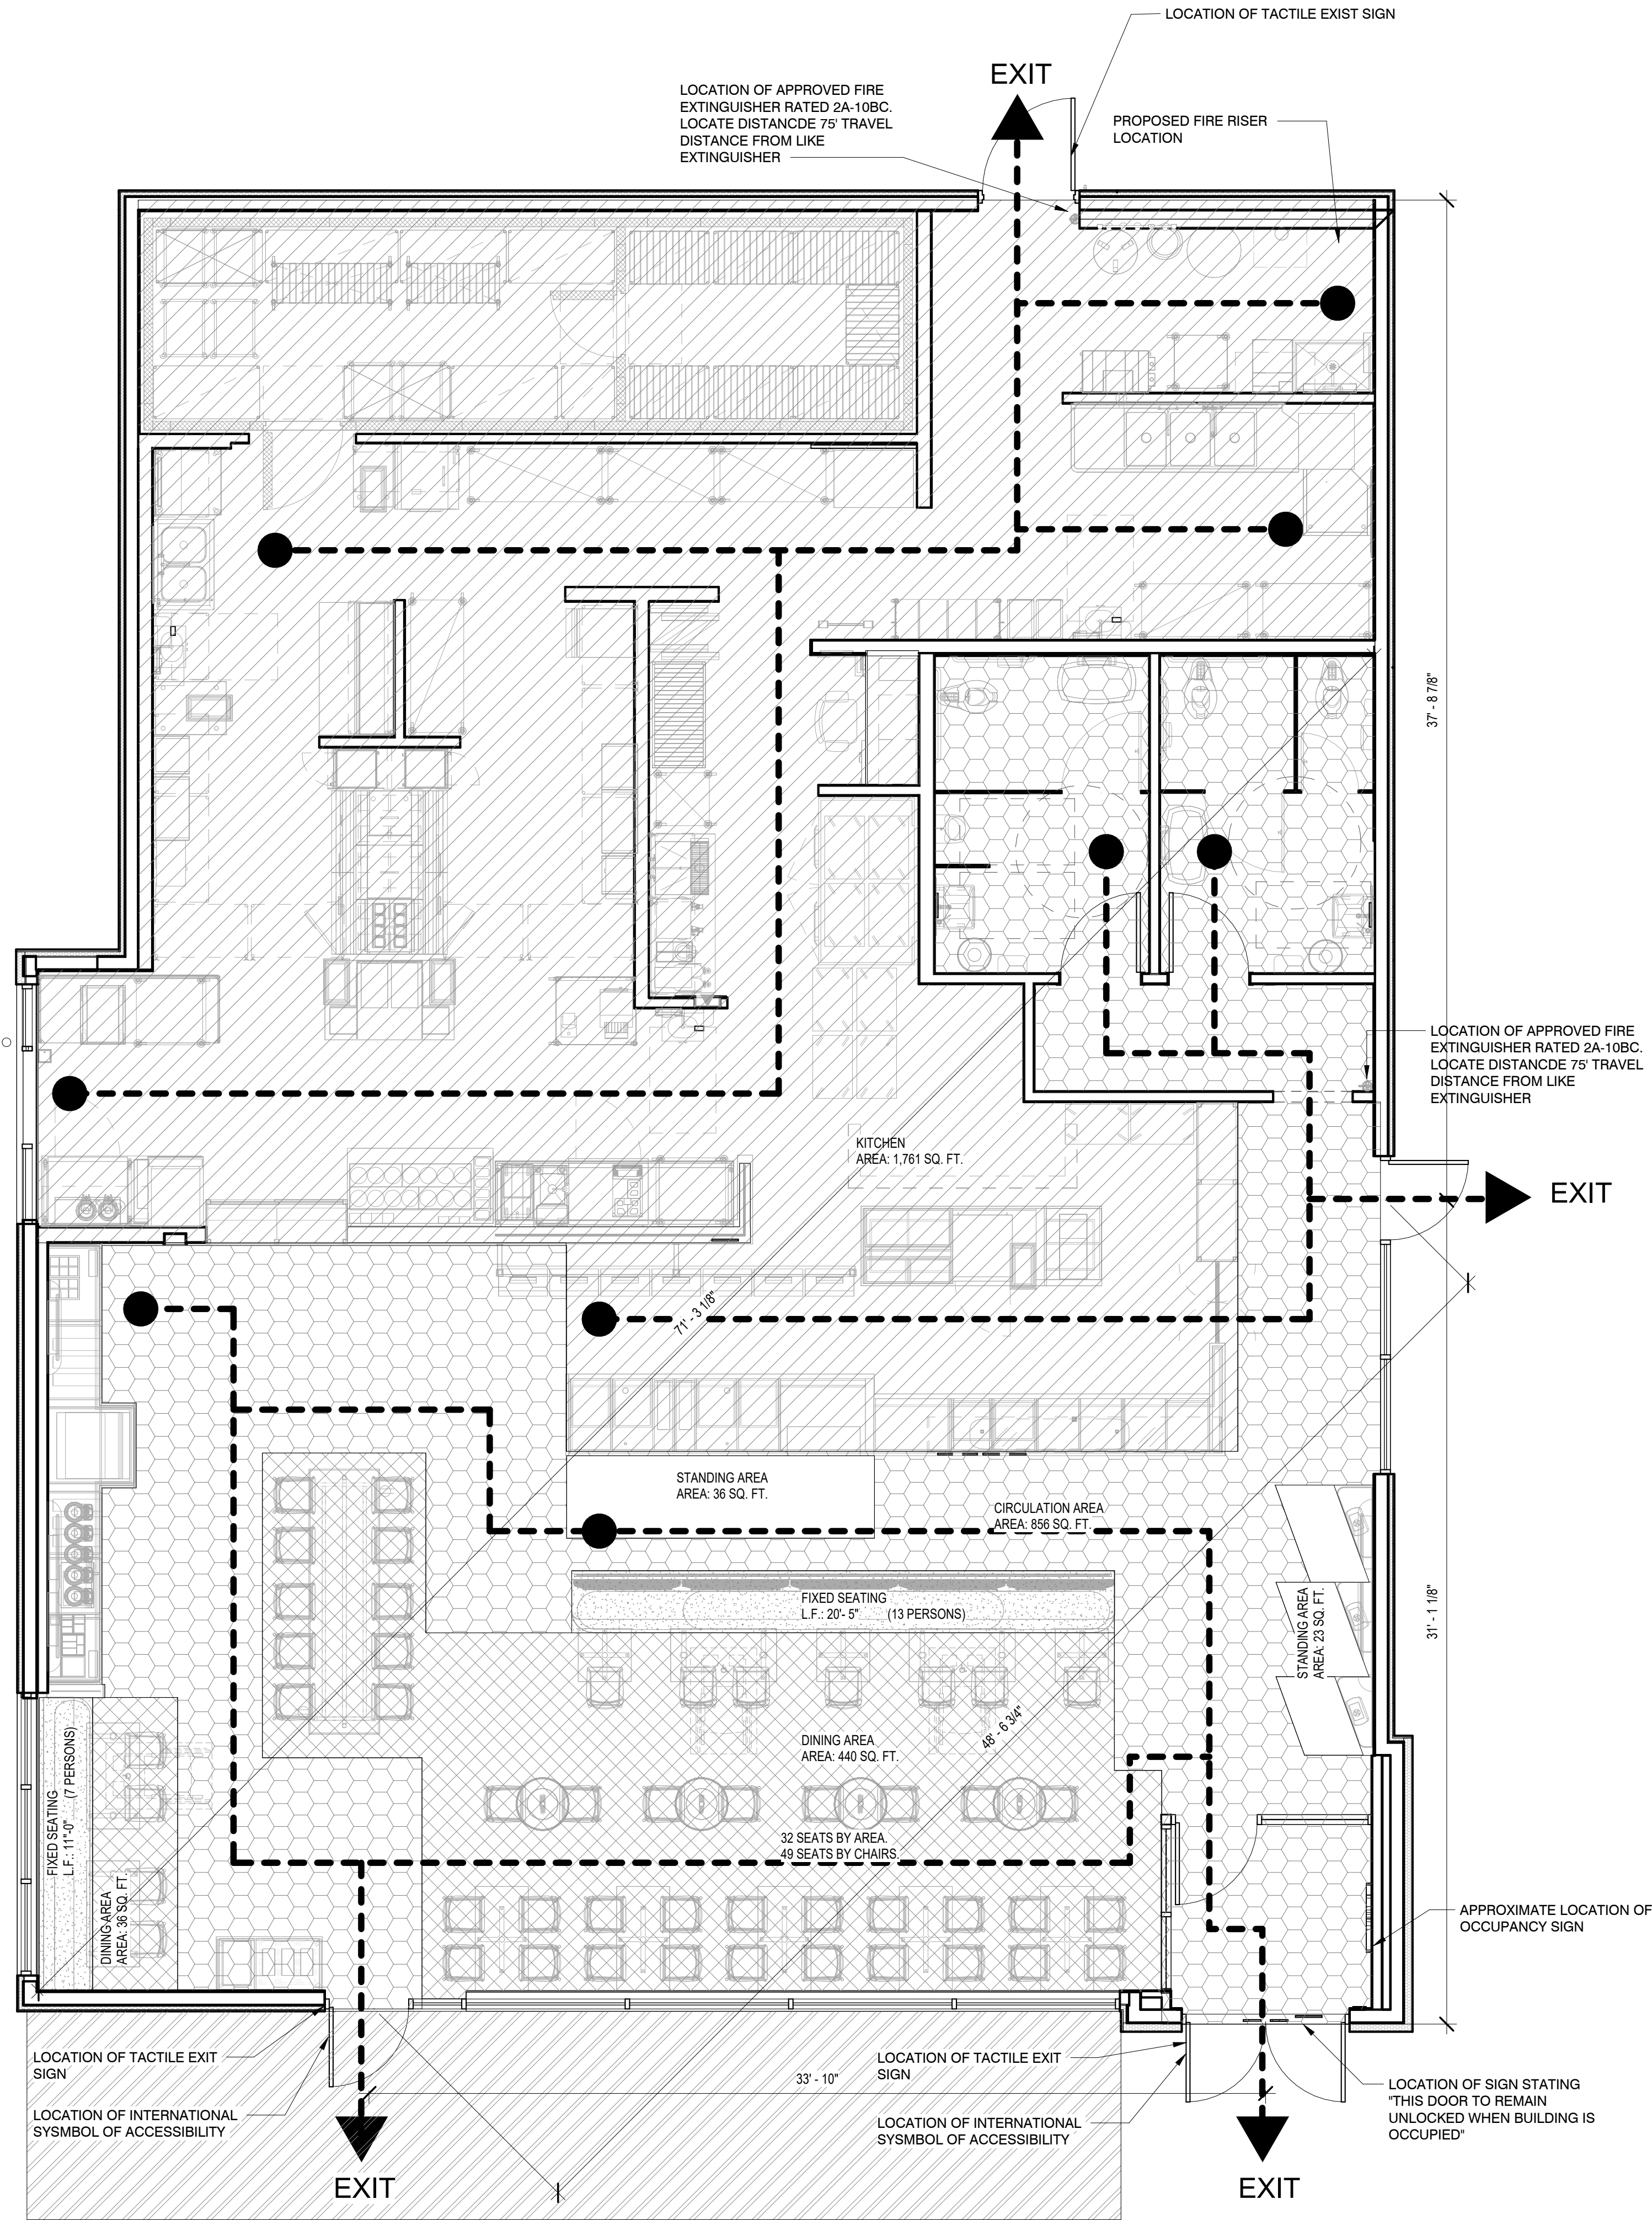 LOCATION OF TACTILE EXIST SIGN
EXIT
LOCATION OF APPROVED FIRE
EXTINGUISHER RATED 2A-10BC.
LOCATE DISTANCDE 75' TRAVEL
DISTANCE FROM LIKE
EXTINGUISHER
PROPOSED FIRE RISER
LOCATION
37' - 8 7/8"
LOCATION OF APPROVED FIRE
EXTINGUISHER RATED 2A-10BC.
LOCATE DISTANCDE 75' TRAVEL
DISTANCE FROM LIKE
EXTINGUISHER
KITCHEN
AREA: 1,761 SQ. FT.
EXIT
71' - 3 1/8"
STANDING AREA
AREA: 36 SQ. FT.
CIRCULATION AREA
AREA: 856 SQ. FT.
FIXED SEATING
L.F.: 20'- 5" (13 PERSONS)
STANDING AREA
AREA: 23 SQ. FT.
31' - 1 1/8"
48' - 6 3/4"
DINING AREA
AREA: 440 SQ. FT.
FIXED SEATING
L.F.: 11"-0" (7 PERSONS)
32 SEATS BY AREA.
49 SEATS BY CHAIRS.
DINING AREA
AREA: 36 SQ. FT.
APPROXIMATE LOCATION OF
OCCUPANCY SIGN
LOCATION OF TACTILE EXIT
SIGN
LOCATION OF INTERNATIONAL
SYSMBOL OF ACCESSIBILITY
33' - 10"
LOCATION OF TACTILE EXIT
SIGN
LOCATION OF INTERNATIONAL
SYSMBOL OF ACCESSIBILITY
LOCATION OF SIGN STATING
"THIS DOOR TO REMAIN
UNLOCKED WHEN BUILDING IS
OCCUPIED"
EXIT
EXIT